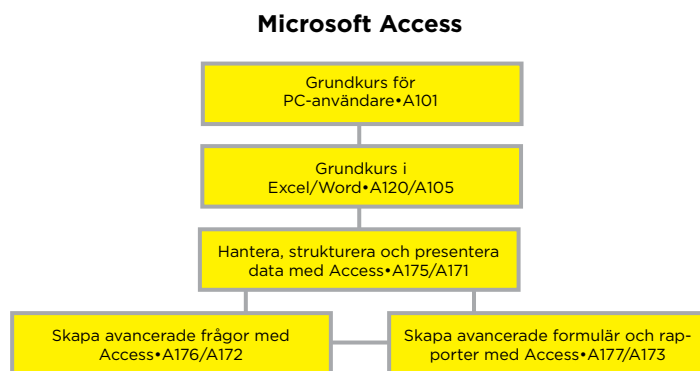 Microsoft Access
Grundkurs för
PC-användare•A101
Grundkurs i
Excel/Word•A120/A105
Hantera, strukturera och presentera
data med Access•A175/A171
Skapa avancerade frågor med
Access•A176/A172
Skapa avancerade formulär och rap-
porter med Access•A177/A173